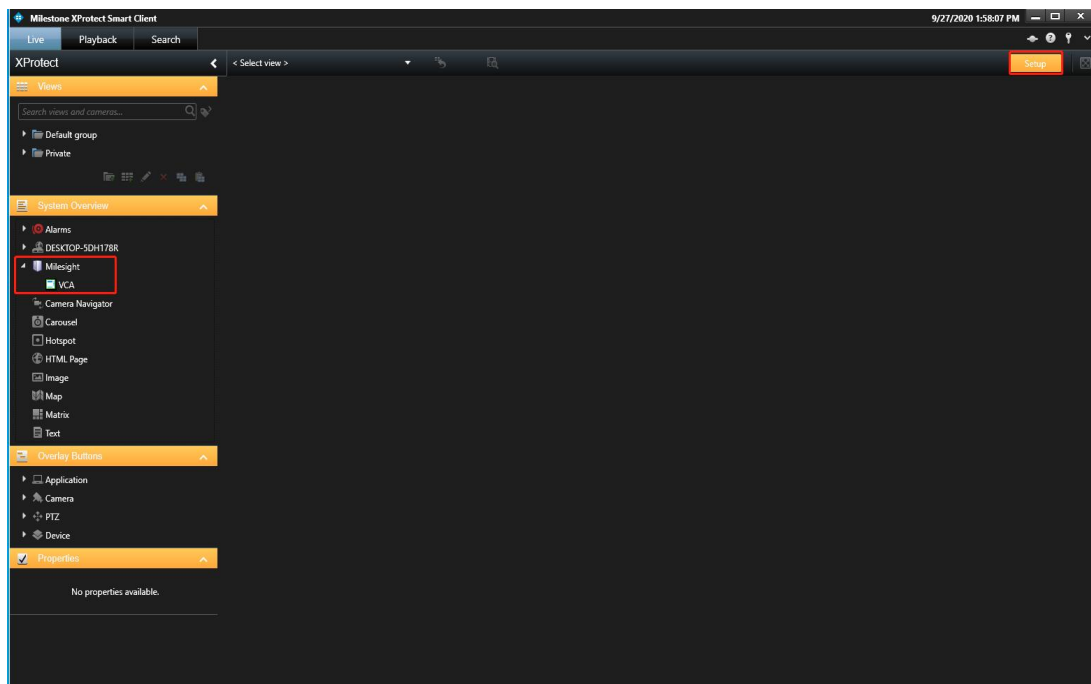 Milestone XProtect Smart Client
9/27/2020 1:58:07 PM
Live Playback Search
XProtect
< Select view >
Setup
Views
Search views and cameras...
Default group
Private
System Overview
Alarms
DESKTOP-5DH178R
Milesight
VCA
Camera Navigator
Carousel
Hotspot
HTML Page
Image
Map
Matrix
Text
Overlay Buttons
Application
Camera
PTZ
Device
Properties
No properties available.